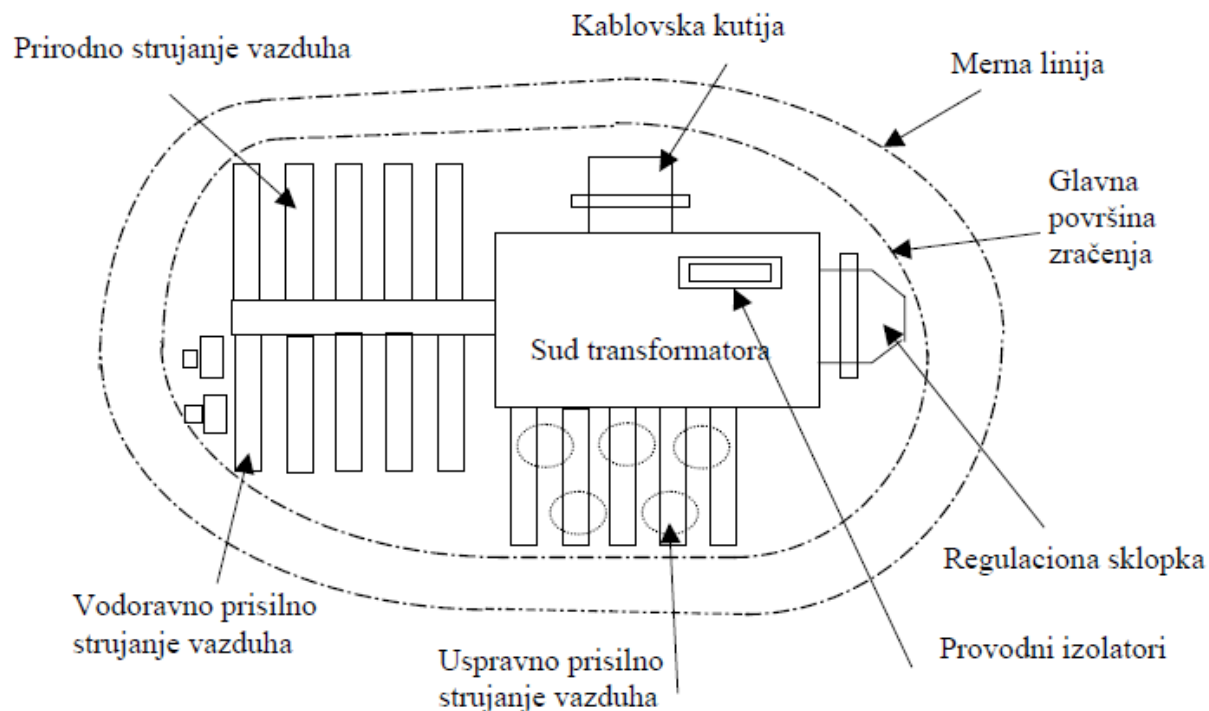 Prirodno strujanje vazduha
Kablovska kutija
Merna linija
Glavna
površina
zračenja
Sud transformatora
Regulaciona sklopka
Vodoravno prisilno
strujanje vazduha
Uspravno prisilno
strujanje vazduha
Provodni izolatori